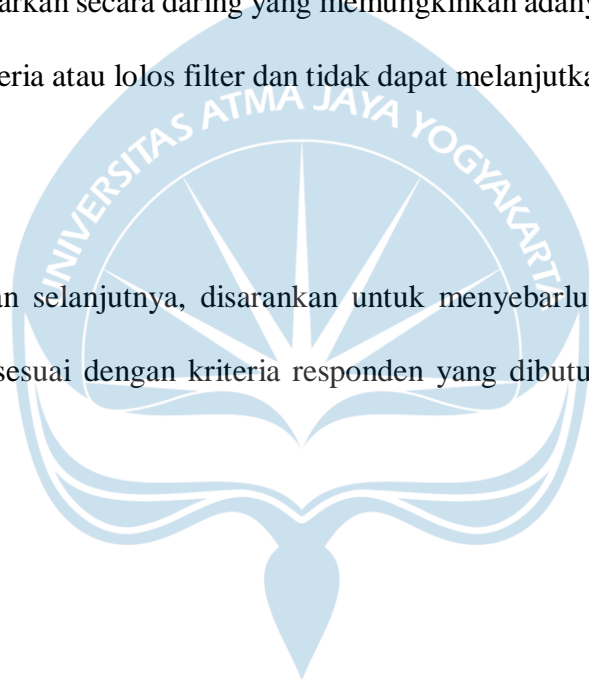 arkan secara daring yang memungkinkan adany
eria atau lolos filter dan tidak dapat melanjutka
UNIVERSITAS ATMA JAYA YOGYAKARTA
an selanjutnya, disarankan untuk menyebarlu
sesuai dengan kriteria responden yang dibutu